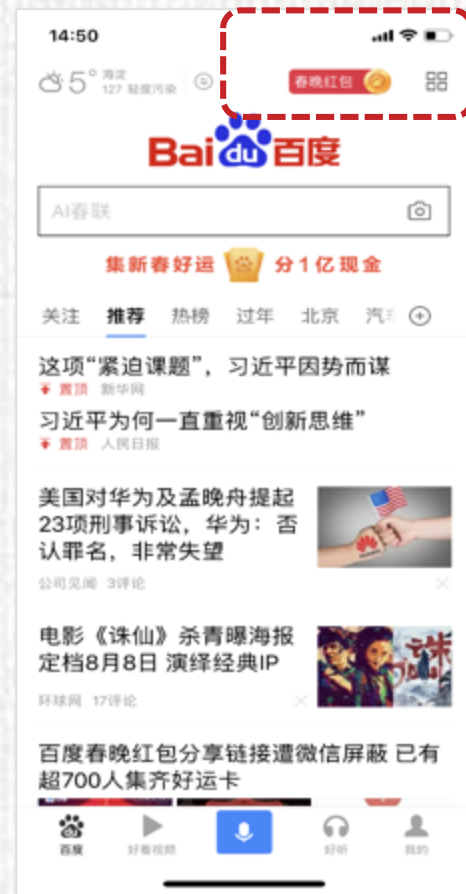 14:50
5° 海淀
127 轻度污染
春晚红包
Bai du 百度
AI春联
集新春好运 分1亿现金
关注 推荐 热榜 过年 北京 汽车
这项“紧迫课题”，习近平因势而谋
置顶 新华网
习近平为何一直重视“创新思维”
置顶 人民日报
美国对华为及孟晚舟提起
23项刑事诉讼，华为：否
认罪名，非常失望
公司见闻 3评论
电影《诛仙》杀青曝海报
定档8月8日 演绎经典IP
环球网 17评论
诛
百度春晚红包分享链接遭微信屏蔽 已有
超700人集齐好运卡
百度 好看视频 好听 我的